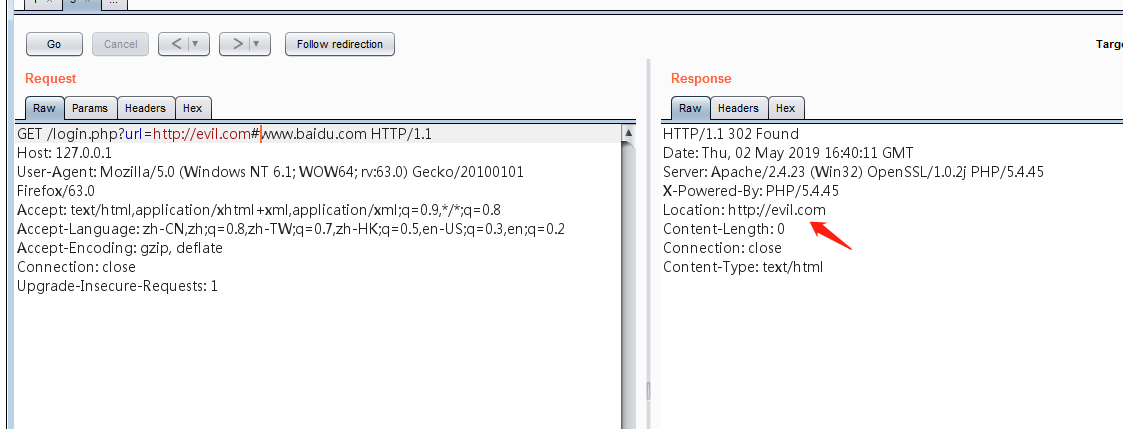 ...
Go
Cancel
<
>
Follow redirection
Request
Raw
Params
Headers
Hex
GET /login.php?url=http://evil.com#www.baidu.com HTTP/1.1
Host: 127.0.0.1
User-Agent: Mozilla/5.0 (Windows NT 6.1; WOW64; rv:63.0) Gecko/20100101
Firefox/63.0
Accept: text/html,application/xhtml+xml,application/xml;q=0.9,*/*;q=0.8
Accept-Language: zh-CN,zh;q=0.8,zh-TW;q=0.7,zh-HK;q=0.5,en-US;q=0.3,en;q=0.2
Accept-Encoding: gzip, deflate
Connection: close
Upgrade-Insecure-Requests: 1
Response
Raw
Headers
Hex
HTTP/1.1 302 Found
Date: Thu, 02 May 2019 16:40:11 GMT
Server: Apache/2.4.23 (Win32) OpenSSL/1.0.2j PHP/5.4.45
X-Powered-By: PHP/5.4.45
Location: http://evil.com
Content-Length: 0
Connection: close
Content-Type: text/html